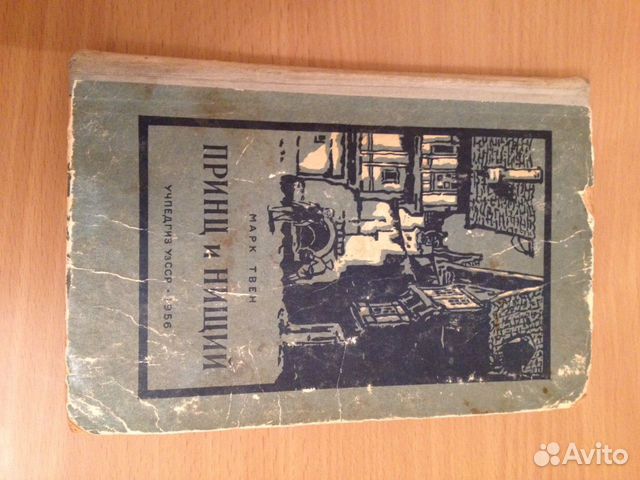 МАРК ТВЕН
ПРИНЦ и НИЩИЙ
УЧПЕДГИЗ УзССР · 1956
Avito